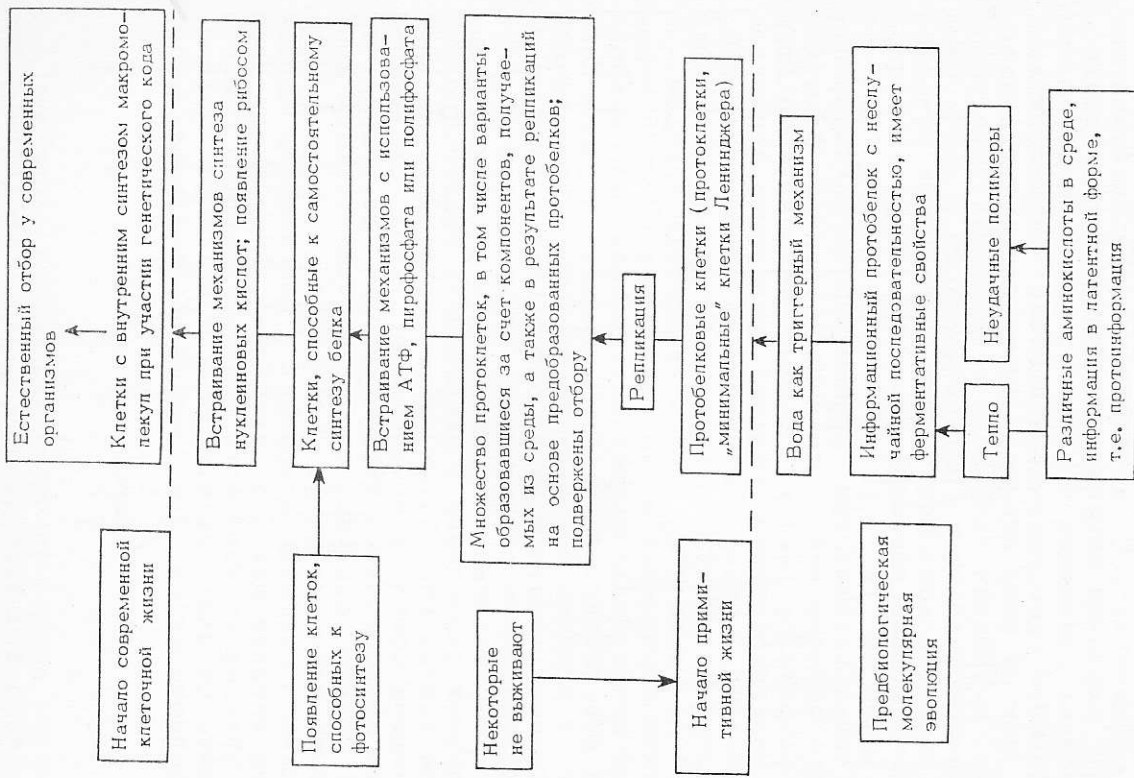 Естественный отбор у современных
организмов
Клетки с внутренним синтезом макромо-
лекул при участии генетического кода
Начало современной
клеточной жизни
Встраивание механизмов синтеза
нуклеиновых кислот; появление рибосом
Клетки, способные к самостоятельному
синтезу белка
Появление клеток,
способных к
фотосинтезу
Встраивание механизмов с использова-
нием АТФ, пирофосфата или полифосфата
Множество протоклеток, в том числе варианты,
образовавшиеся за счет компонентов, получае-
мых из среды, а также в результате реппикаций
на основе предобразованных протобелков;
подвержены отбору
Некоторые
не выживают
Репликация
Протобелковые клетки (протоклетки,
„минимальные" клетки Ленинджера)
Начало прими-
тивной жизни
Вода как триггерный механизм
Информационный протобелок с неслу-
чайной последовательностью, имеет
ферментативные свойства
Предбиологическая
молекулярная
эволюция
Тепло
Неудачные полимеры
Различные аминокислоты в среде,
информация в латентной форме,
т.е. протоинформация